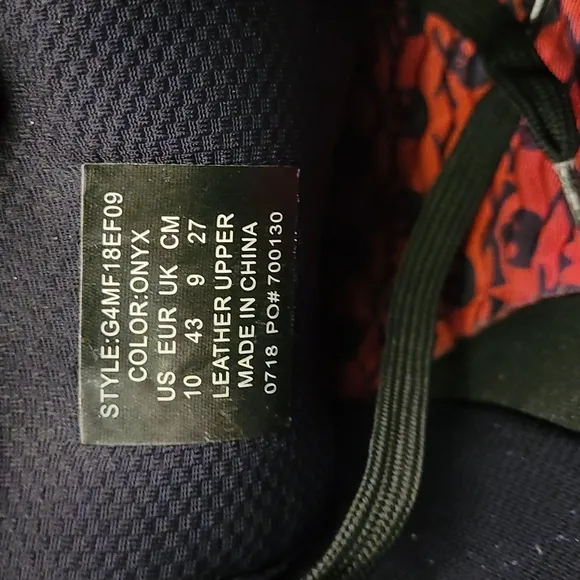 STYLE:G4MF18EF09
COLOR:ONYX
US EUR UK CM
10 43 9 27
LEATHER UPPER
MADE IN CHINA
0718 PO# 700130